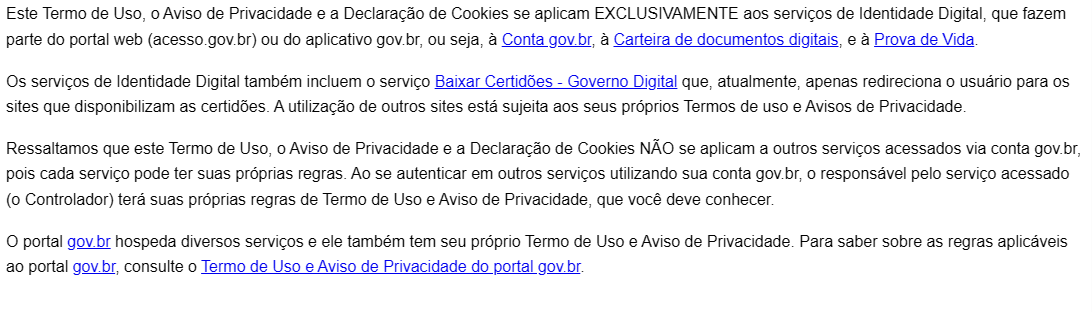 Este Termo de Uso, o Aviso de Privacidade e a Declaração de Cookies se aplicam EXCLUSIVAMENTE aos serviços de Identidade Digital, que fazem
parte do portal web (acesso.gov.br) ou do aplicativo gov.br, ou seja, à Conta gov.br, à Carteira de documentos digitais, e à Prova de Vida.
Os serviços de Identidade Digital também incluem o serviço Baixar Certidões - Governo Digital que, atualmente, apenas redireciona o usuário para os
sites que disponibilizam as certidões. A utilização de outros sites está sujeita aos seus próprios Termos de uso e Avisos de Privacidade.
Ressaltamos que este Termo de Uso, o Aviso de Privacidade e a Declaração de Cookies NÃO se aplicam a outros serviços acessados via conta gov.br,
pois cada serviço pode ter suas próprias regras. Ao se autenticar em outros serviços utilizando sua conta gov.br, o responsável pelo serviço acessado
(o Controlador) terá suas próprias regras de Termo de Uso e Aviso de Privacidade, que você deve conhecer.
O portal gov.br hospeda diversos serviços e ele também tem seu próprio Termo de Uso e Aviso de Privacidade. Para saber sobre as regras aplicáveis
ao portal gov.br, consulte o Termo de Uso e Aviso de Privacidade do portal gov.br.